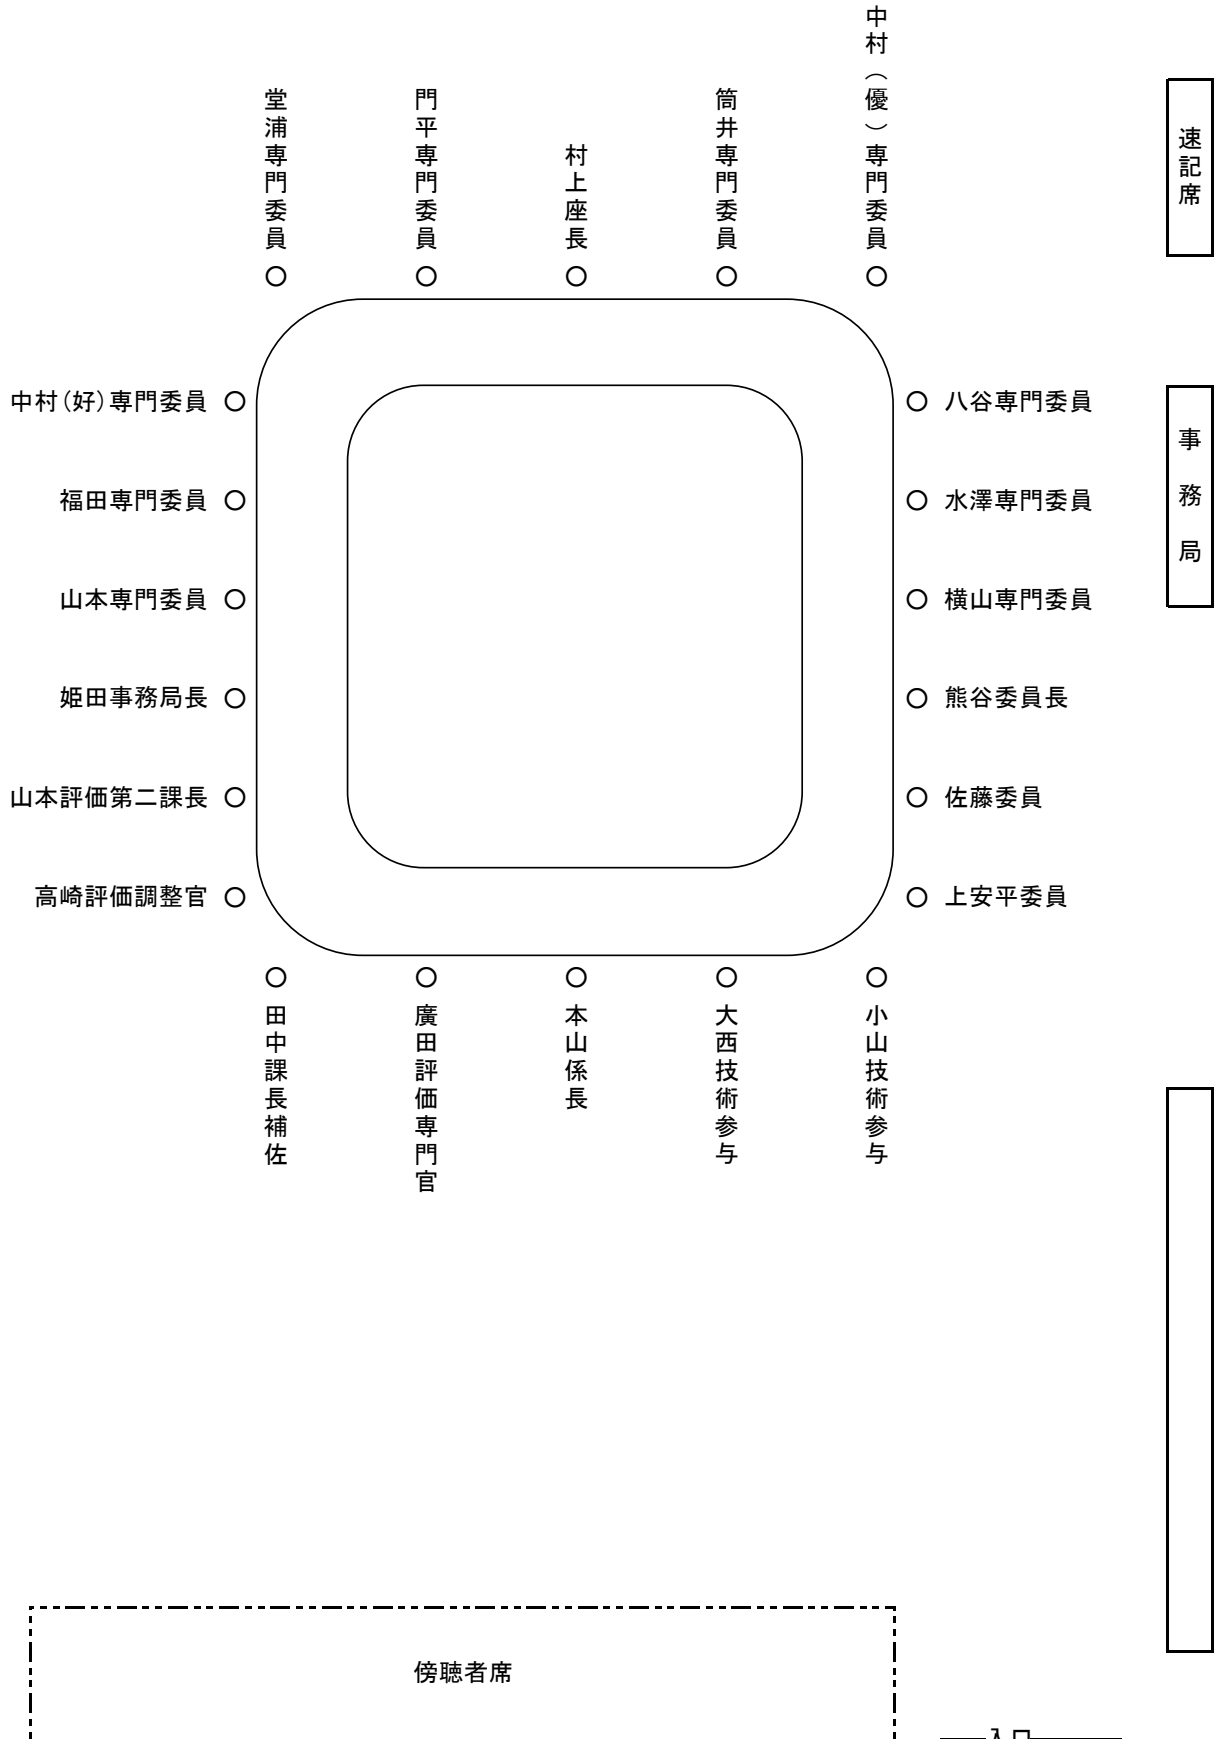 中村（優）専門委員
筒井専門委員
村上座長
門平専門委員
堂浦専門委員
速記席
中村（好）専門委員
福田専門委員
山本専門委員
姫田事務局長
山本評価第二課長
高崎評価調整官
八谷専門委員
水澤専門委員
横山専門委員
熊谷委員長
佐藤委員
上安平委員
事務局
小山技術参与
大西技術参与
本山係長
廣田評価専門官
田中課長補佐
傍聴者席
入口